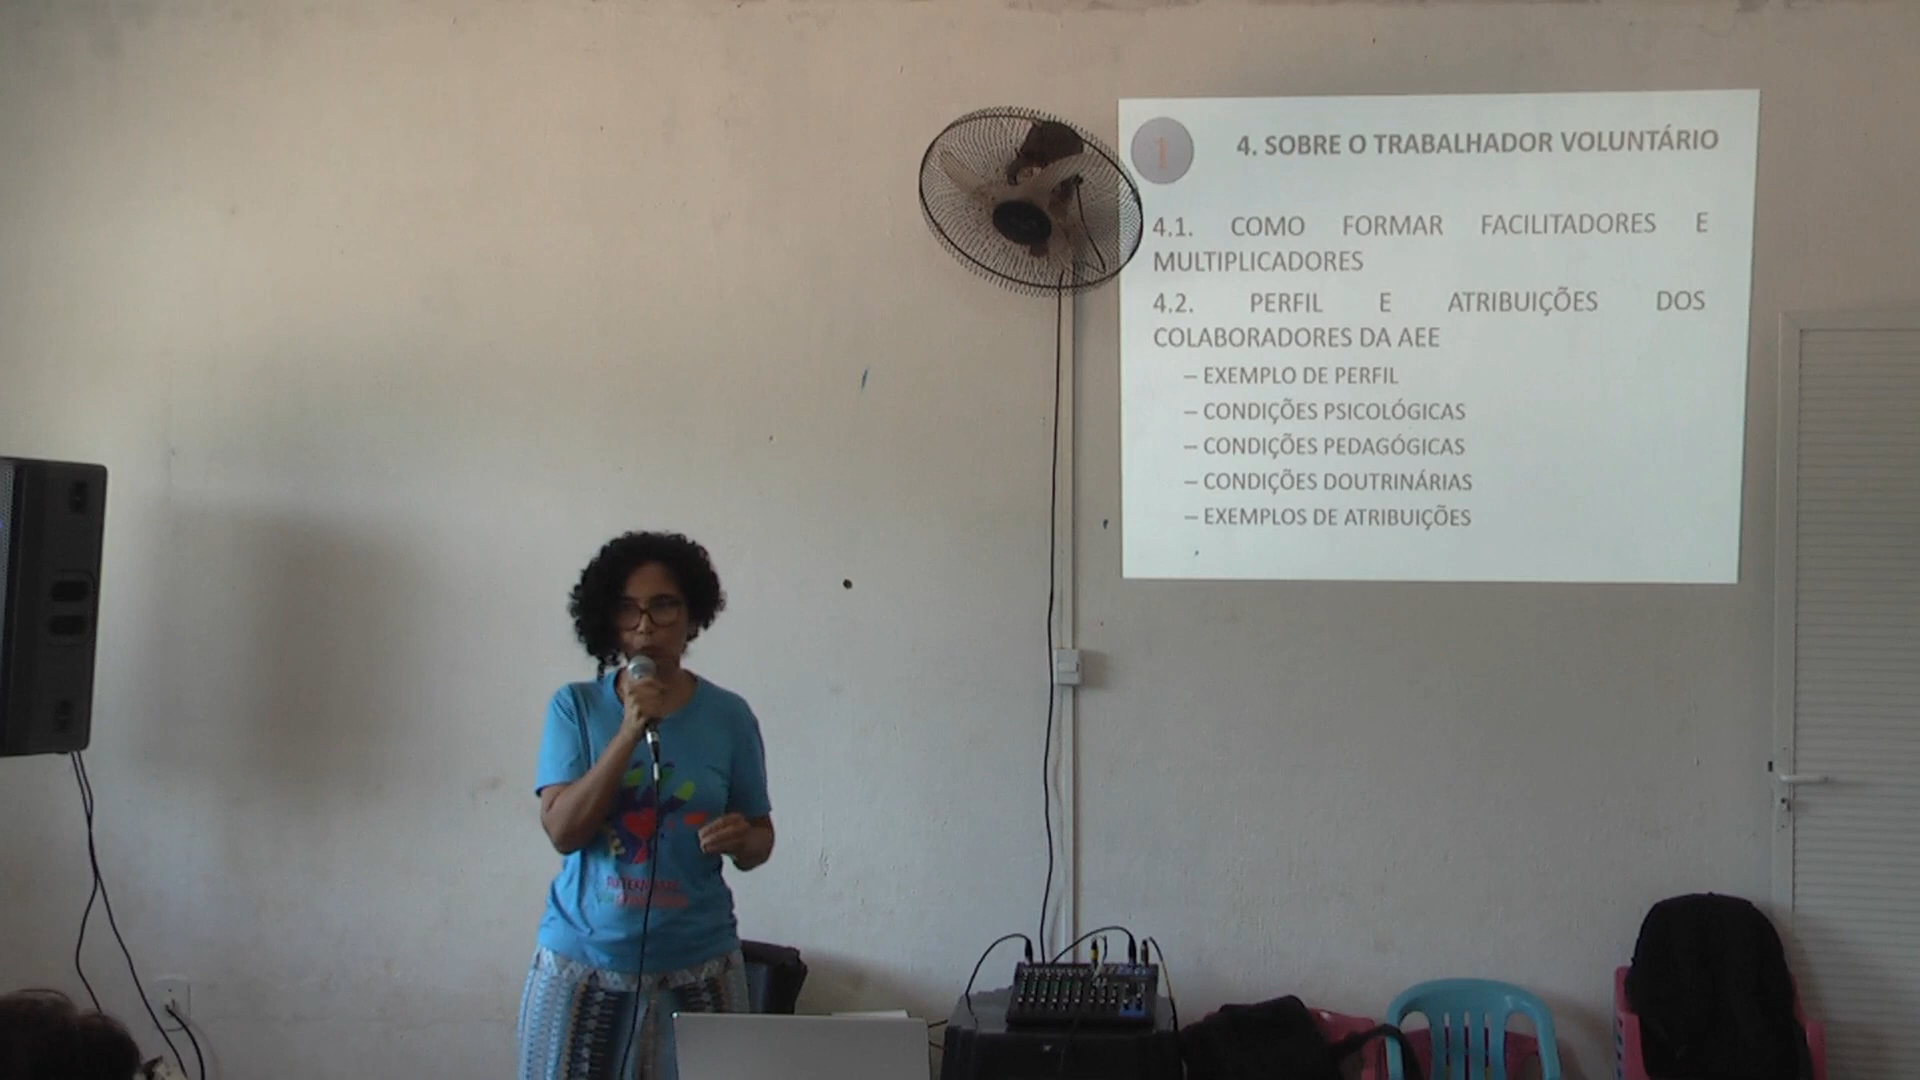 1
4. SOBRE O TRABALHADOR VOLUNTÁRIO
4.1. COMO FORMAR FACILITADORES E
MULTIPLICADORES
4.2. PERFIL E ATRIBUIÇÕES DOS
COLABORADORES DA AEE
– EXEMPLO DE PERFIL
– CONDIÇÕES PSICOLÓGICAS
– CONDIÇÕES PEDAGÓGICAS
– CONDIÇÕES DOUTRINÁRIAS
– EXEMPLOS DE ATRIBUIÇÕES